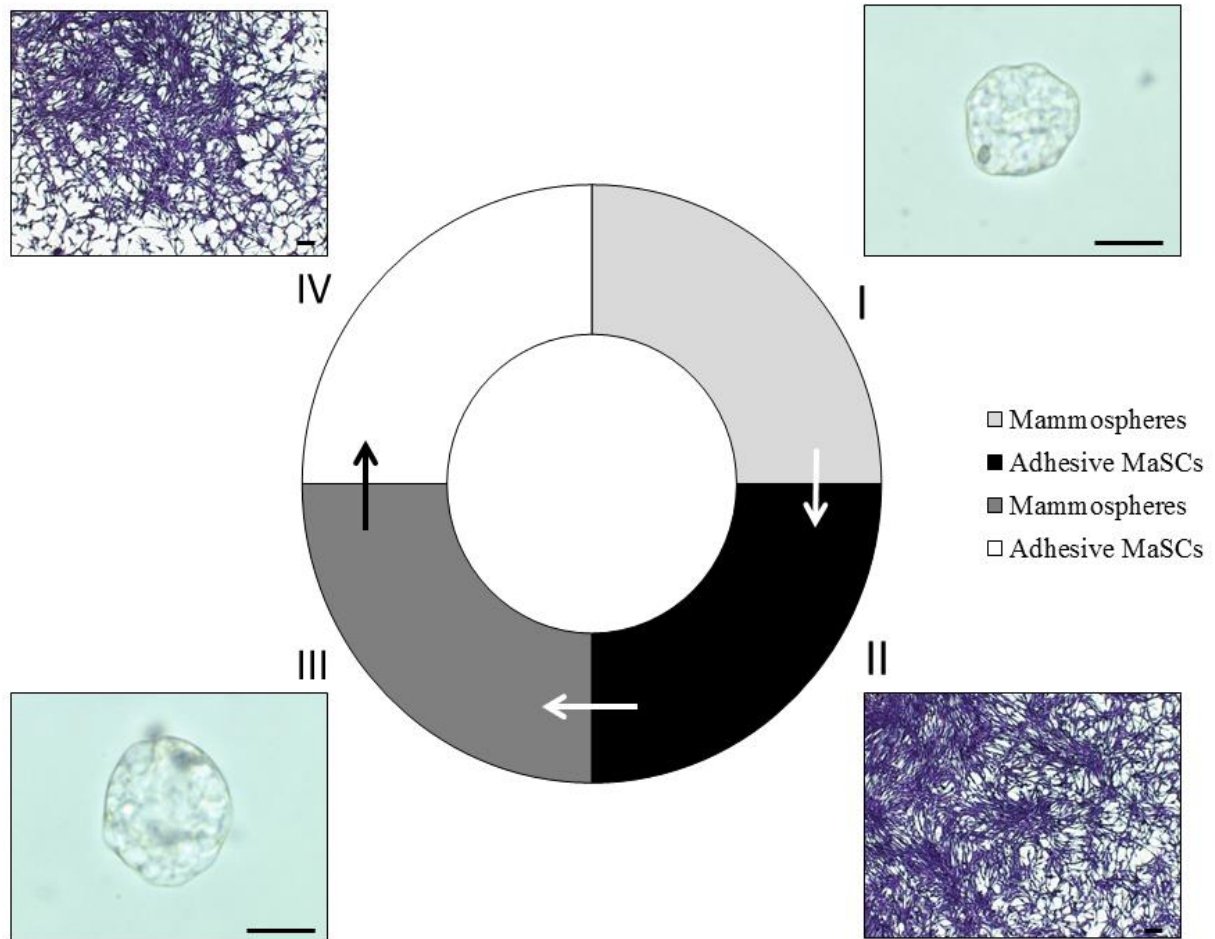 IV
I
Mammospheres
Adhesive MaSCs
Mammospheres
Adhesive MaSCs
III
II